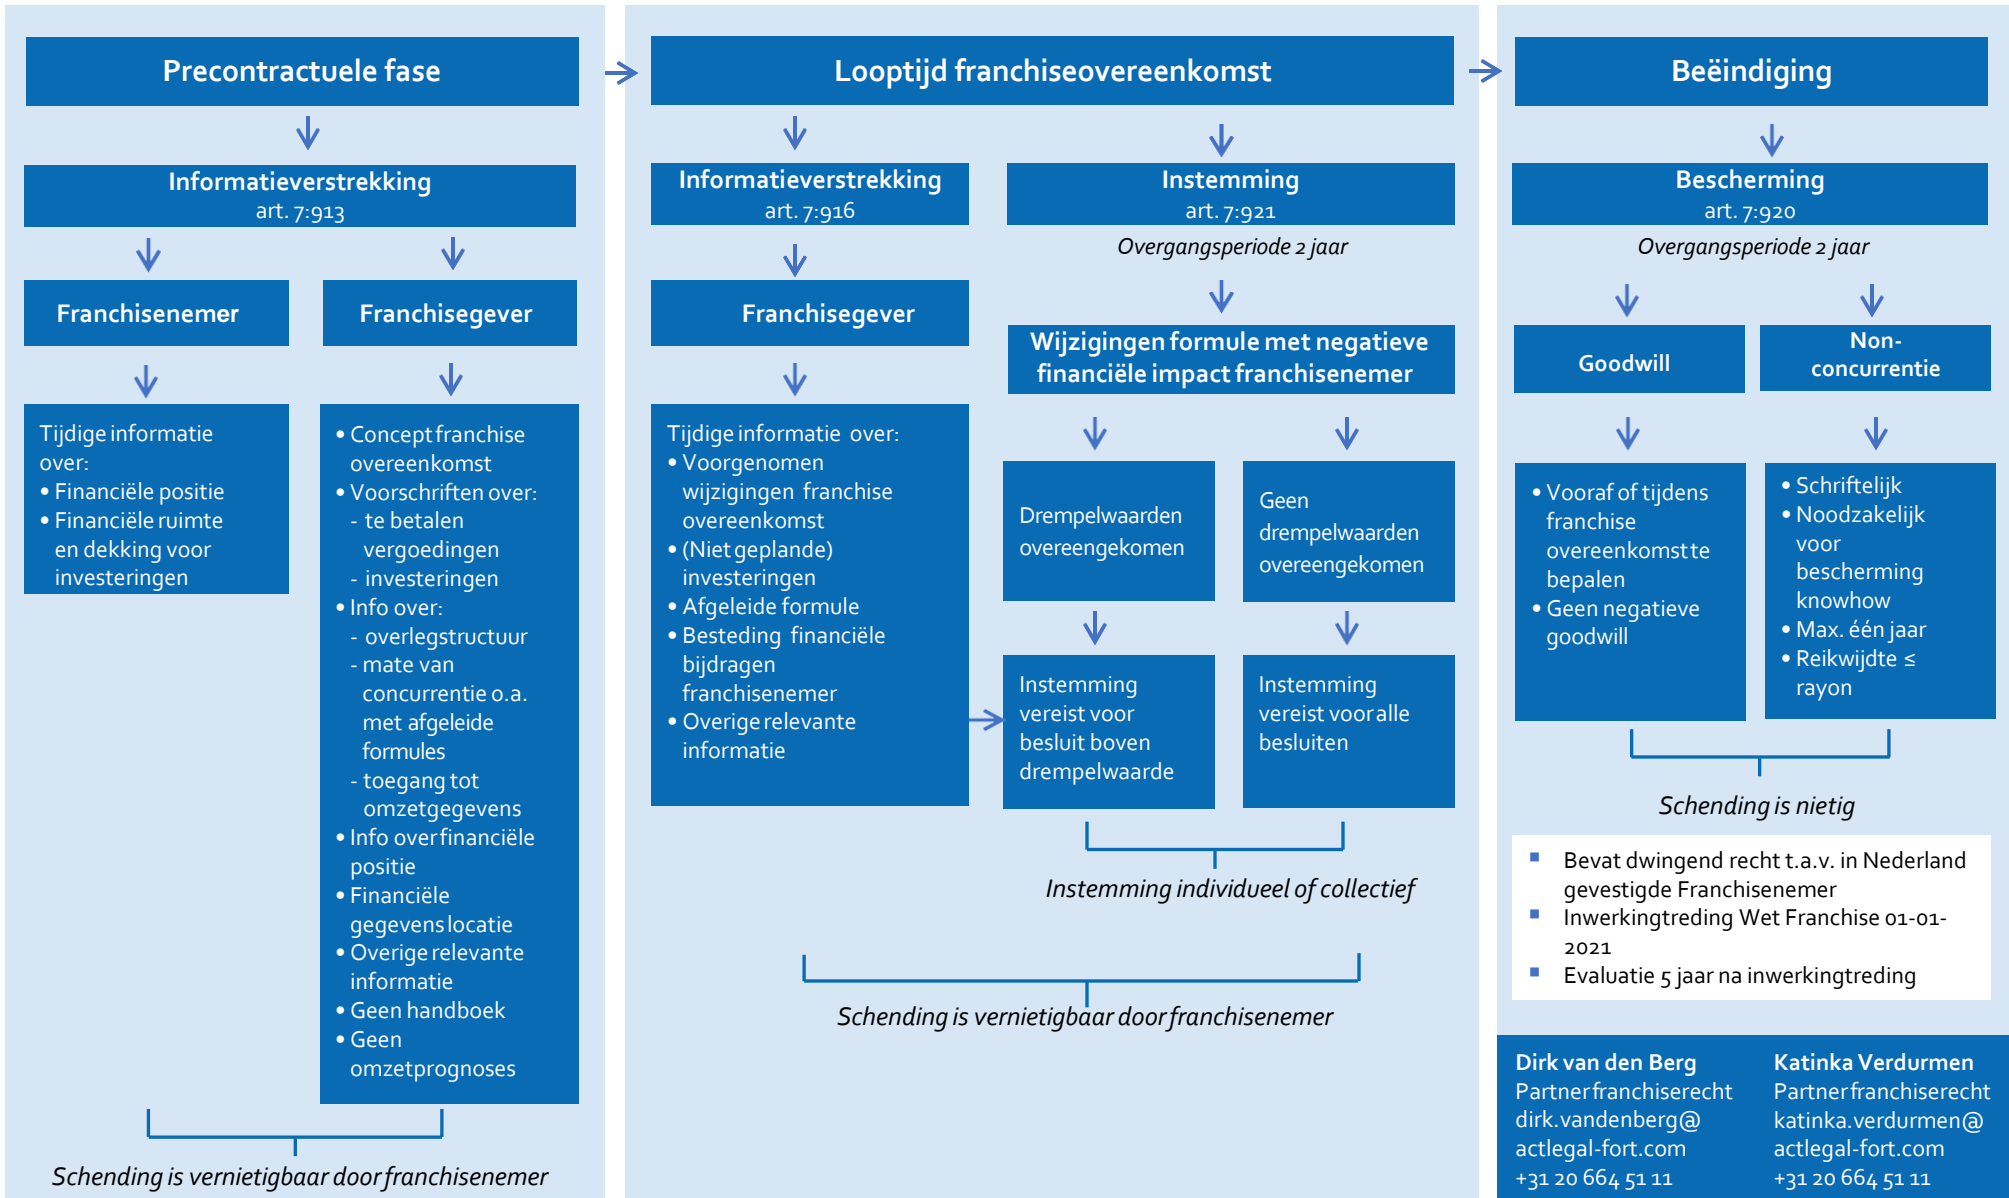 Precontractuele fase
Informatieverstrekking
art. 7:913
Franchisenemer
Tijdige informatie
over:
• Financiële positie
• Financiële ruimte
en dekking voor
investeringen
Franchisegever
• Concept franchise
overeenkomst
• Voorschriften over:
- te betalen
vergoedingen
- investeringen
• Info over:
- overlegstructuur
- mate van
concurrentie o.a.
met afgeleide
formules
- toegang tot
omzetgegevens
• Info over financiële
positie
• Financiële
gegevens locatie
• Overige relevante
informatie
• Geen handboek
• Geen
omzetprognoses
Schending is vernietigbaar door franchisenemer
Looptijd franchiseovereenkomst
Informatieverstrekking
art. 7:916
Franchisegever
Tijdige informatie over:
• Voorgenomen
wijzigingen franchise
overeenkomst
• (Niet geplande)
investeringen
• Afgeleide formule
• Besteding financiële
bijdragen
franchisenemer
• Overige relevante
informatie
Instemming
art. 7:921
Overgangsperiode 2 jaar
Wijzigingen formule met negatieve
financiële impact franchisenemer
Drempelwaarden
overeengekomen
Instemming
vereist voor
besluit boven
drempelwaarde
Geen
drempelwaarden
overeengekomen
Instemming
vereist voor alle
besluiten
Instemming individueel of collectief
Schending is vernietigbaar door franchisenemer
Beëindiging
Bescherming
art. 7:920
Overgangsperiode 2 jaar
Goodwill
• Vooraf of tijdens
franchise
overeenkomst te
bepalen
• Geen negatieve
goodwill
Non-
concurrentie
• Schriftelijk
• Noodzakelijk
voor
bescherming
knowhow
• Max. één jaar
• Reikwijdte ≤
rayon
Schending is nietig
▪ Bevat dwingend recht t.a.v. in Nederland
gevestigde Franchisenemer
▪ Inwerkingtreding Wet Franchise 01-01-
2021
▪ Evaluatie 5 jaar na inwerkingtreding
Dirk van den Berg
Partner franchiserecht
dirk.vandenberg@
actlegal-fort.com
+31 20 664 51 11
Katinka Verdurmen
Partner franchiserecht
katinka.verdurmen@
actlegal-fort.com
+31 20 664 51 11